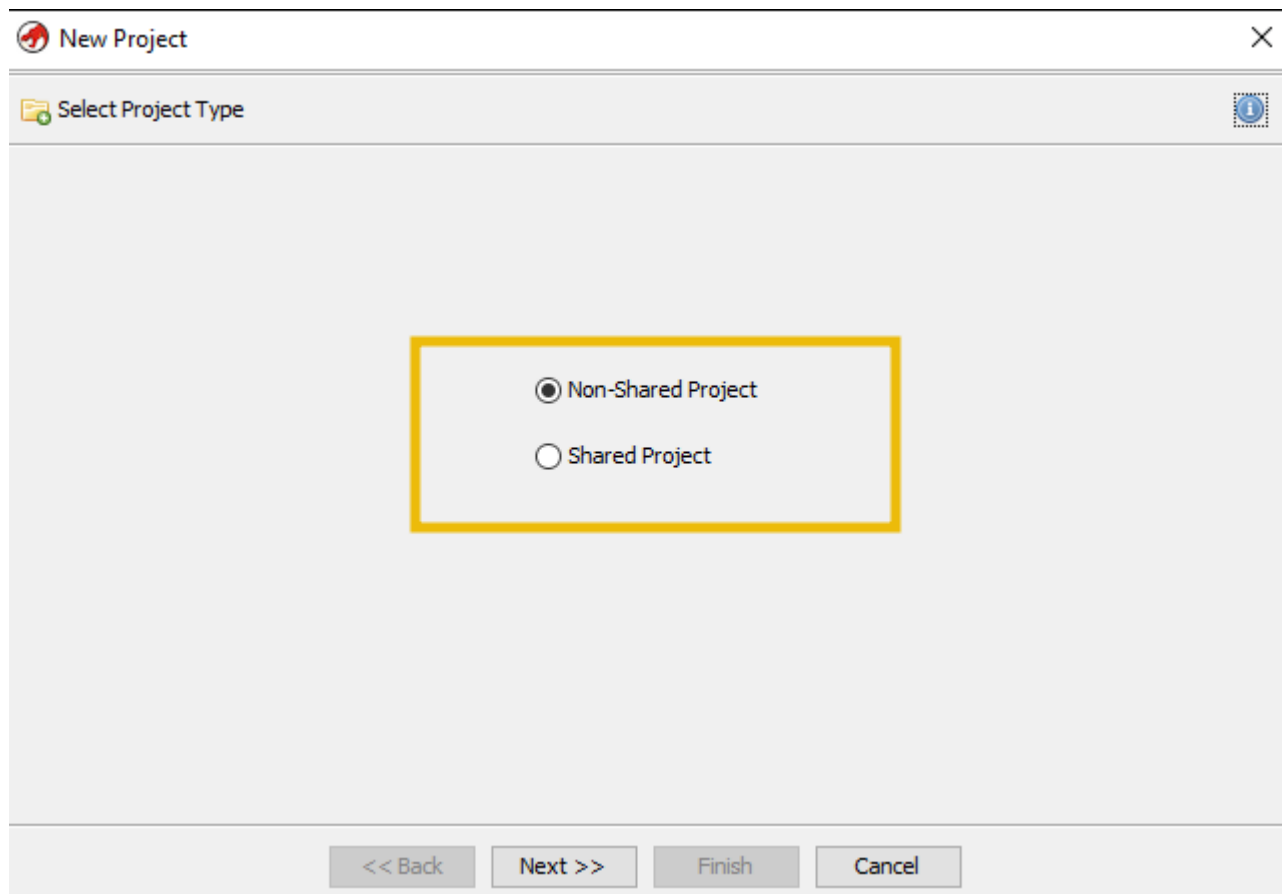 New Project
Select Project Type
Non-Shared Project
Shared Project
<< Back Next >> Finish Cancel